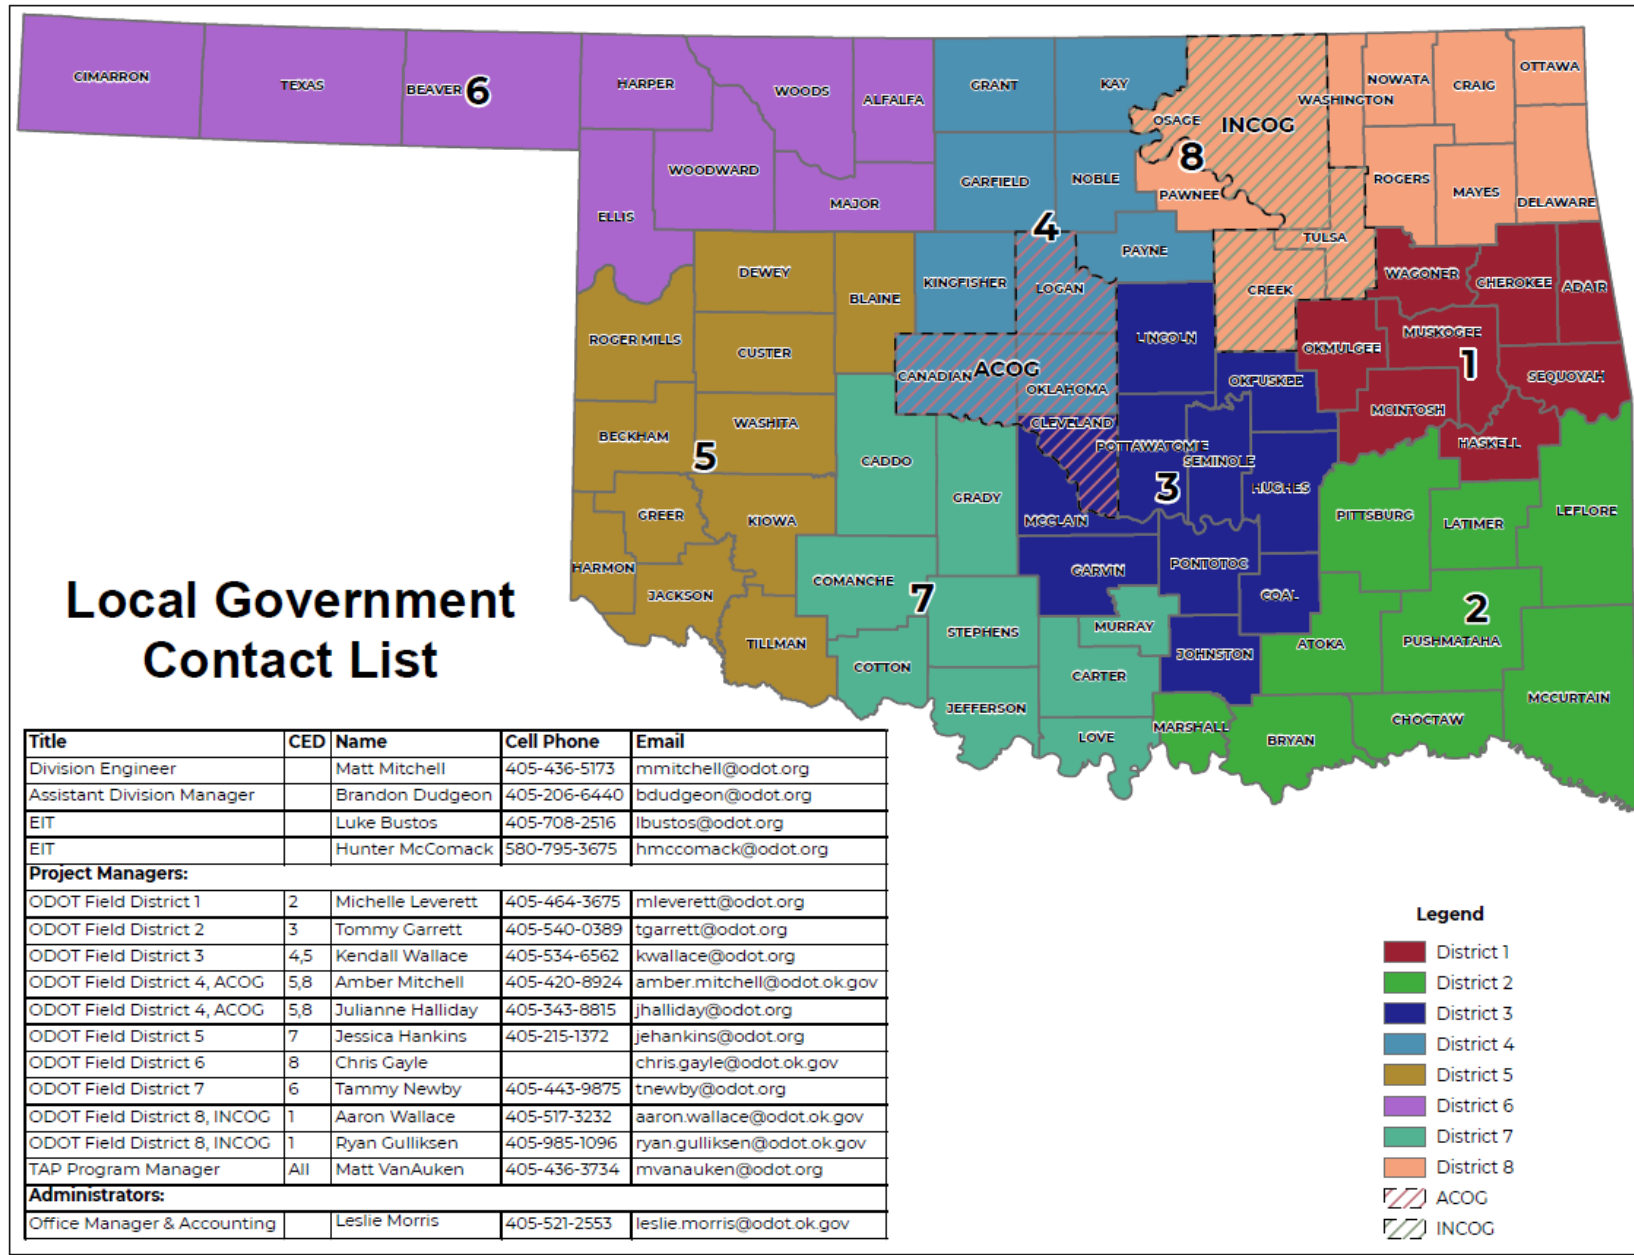 CIMARRON
TEXAS
BEAVER 6
HARPER
WOODS
ALFALFA
GRANT
KAY
OSAGE
INCOG
WASHINGTON
NOWATA
CRAIG
OTTAWA
8
ELLIS
WOODWARD
MAJOR
GARFIELD
NOBLE
PAWNEE
ROGERS
MAYES
DELAWARE
4
PAYNE
TULSA
DEWEY
BLAINE
KINGFISHER
LOGAN
CREEK
WAGONER
CHEROKEE
ADAIR
ROGER MILLS
CUSTER
CANADIAN
ACOG
OKLAHOMA
LINCOLN
OKMULGEE
MUSKOGEE
1
SEQUOYAH
OKFUSKEE
MCINTOSH
BECKHAM
WASHITA
5
CADDO
CLEVELAND
POTTAWATOMIE
SEMINOLE
3
HUGHES
HASKELL
GREER
KIOWA
GRADY
MCCLAIN
PITTSBURG
LATIMER
LEFLORE
HARMON
JACKSON
COMANCHE
7
GARVIN
PONTOTOC
COAL
2
TILLMAN
COTTON
STEPHENS
MURRAY
JOHNSTON
ATOKA
PUSHMATAHA
JEFFERSON
CARTER
MCCURTAIN
LOVE
MARSHALL
BRYAN
CHOCTAW
Local Government
Contact List
Title CED Name Cell Phone Email
Division Engineer Matt Mitchell 405-436-5173 mmitchell@odot.org
Assistant Division Manager Brandon Dudgeon 405-206-6440 bdudgeon@odot.org
EIT Luke Bustos 405-708-2516 lbustos@odot.org
EIT Hunter McComack 580-795-3675 hmccomack@odot.org
Project Managers:
ODOT Field District 1 2 Michelle Leverett 405-464-3675 mleverett@odot.org
ODOT Field District 2 3 Tommy Garrett 405-540-0389 tgarrett@odot.org
ODOT Field District 3 4,5 Kendall Wallace 405-534-6562 kwallace@odot.org
ODOT Field District 4, ACOG 5,8 Amber Mitchell 405-420-8924 amber.mitchell@odot.ok.gov
ODOT Field District 4, ACOG 5,8 Julianne Halliday 405-343-8815 jhalliday@odot.org
ODOT Field District 5 7 Jessica Hankins 405-215-1372 jehankins@odot.org
ODOT Field District 6 8 Chris Gayle chris.gayle@odot.ok.gov
ODOT Field District 7 6 Tammy Newby 405-443-9875 tnewby@odot.org
ODOT Field District 8, INCOG 1 Aaron Wallace 405-517-3232 aaron.wallace@odot.ok.gov
ODOT Field District 8, INCOG 1 Ryan Gulliksen 405-985-1096 ryan.gulliksen@odot.ok.gov
TAP Program Manager All Matt VanAuken 405-436-3734 mvanauken@odot.org
Administrators:
Office Manager & Accounting Leslie Morris 405-521-2553 leslie.morris@odot.ok.gov
Legend
District 1
District 2
District 3
District 4
District 5
District 6
District 7
District 8
ACOG
INCOG